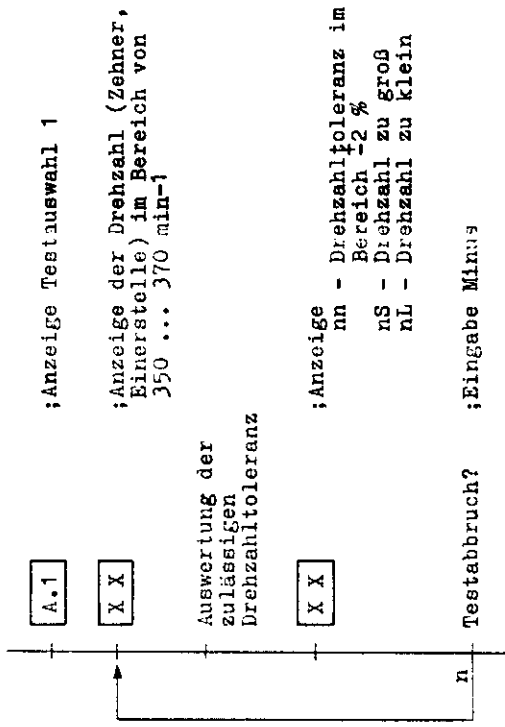 A.1 ;Anzeige Testauswahl 1
X X ;Anzeige der Drehzahl (Zehner,
Einerstelle) im Bereich von
350 ... 370 min-1
Auswertung der
zulässigen
Drehzahltoleranz
X X ;Anzeige
nn - Drehzahltoleranz im
Bereich ±2 %
nS - Drehzahl zu groß
nL - Drehzahl zu klein
n Testabbruch? ;Eingabe Minus